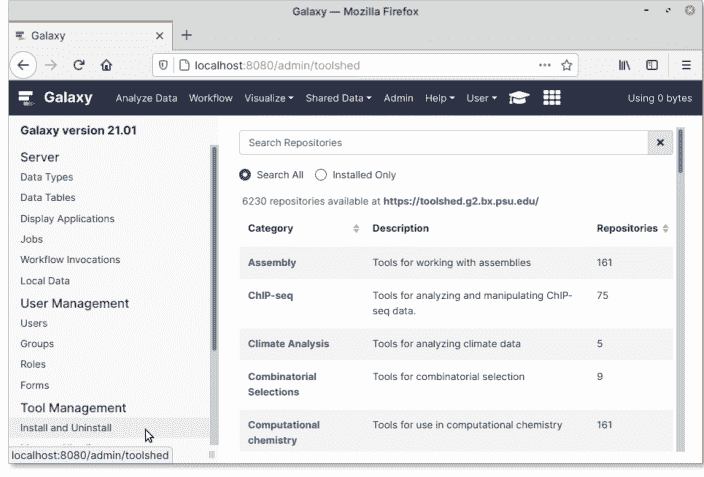 Galaxy — Mozilla Firefox
Galaxy
localhost:8080/admin/toolshed
Galaxy Analyze Data Workflow Visualize Shared Data Admin Help User Using 0 bytes
Galaxy version 21.01
Server
Data Types
Data Tables
Display Applications
Jobs
Workflow Invocations
Local Data
User Management
Users
Groups
Roles
Forms
Tool Management
Install and Uninstall
localhost:8080/admin/toolshed
Search Repositories
Search All Installed Only
6230 repositories available at https://toolshed.g2.bx.psu.edu/
Category Description Repositories
Assembly Tools for working with assemblies 161
ChIP-seq Tools for analyzing and manipulating ChIP-
seq data. 75
Climate Analysis Tools for analyzing climate data 5
Combinatorial
Selections Tools for combinatorial selection 9
Computational
chemistry Tools for use in computational chemistry 161